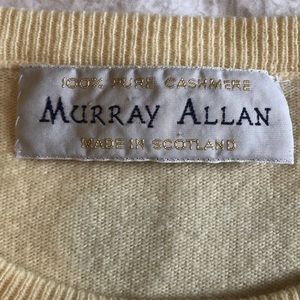 100% PURE CASHMERE
MURRAY ALLAN
MADE IN SCOTLAND